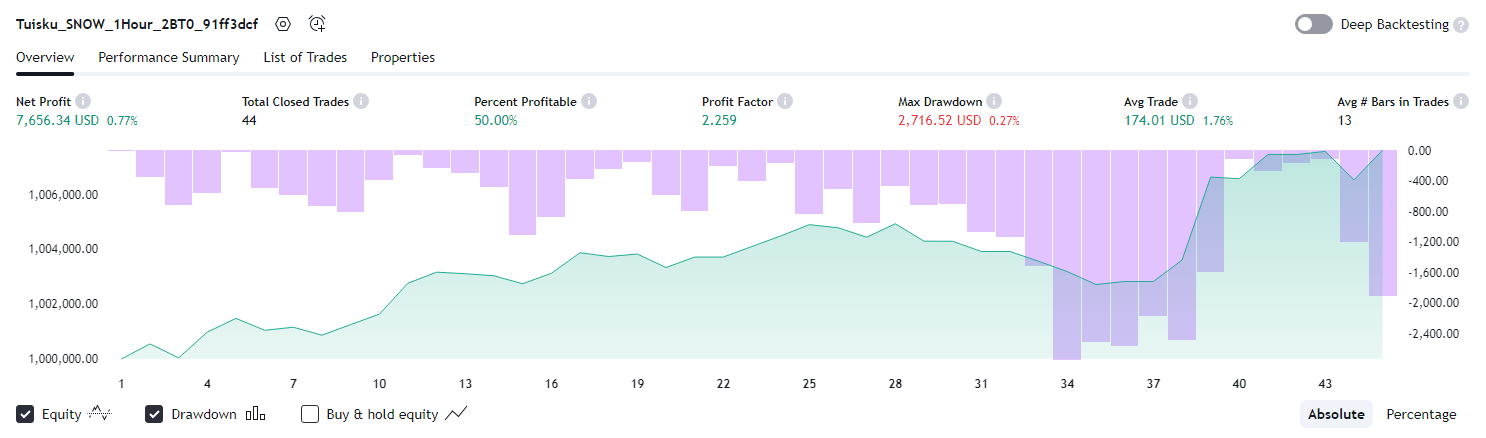 Tuisku_SNOW_1Hour_2BT0_91ff3dcf
Deep Backtesting ?
Overview Performance Summary List of Trades Properties
Net Profit Total Closed Trades Percent Profitable Profit Factor Max Drawdown Avg Trade Avg # Bars in Trades
7,656.34 USD 0.77% 44 50.00% 2.259 2,716.52 USD 0.27% 174.01 USD 1.76% 13
0.00
1,006,000.00 -400.00
-800.00
1,004,000.00 -1,200.00
-1,600.00
1,002,000.00 -2,000.00
-2,400.00
1,000,000.00
1 4 7 10 13 16 19 22 25 28 31 34 37 40 43
Equity Drawdown Buy & hold equity Absolute Percentage